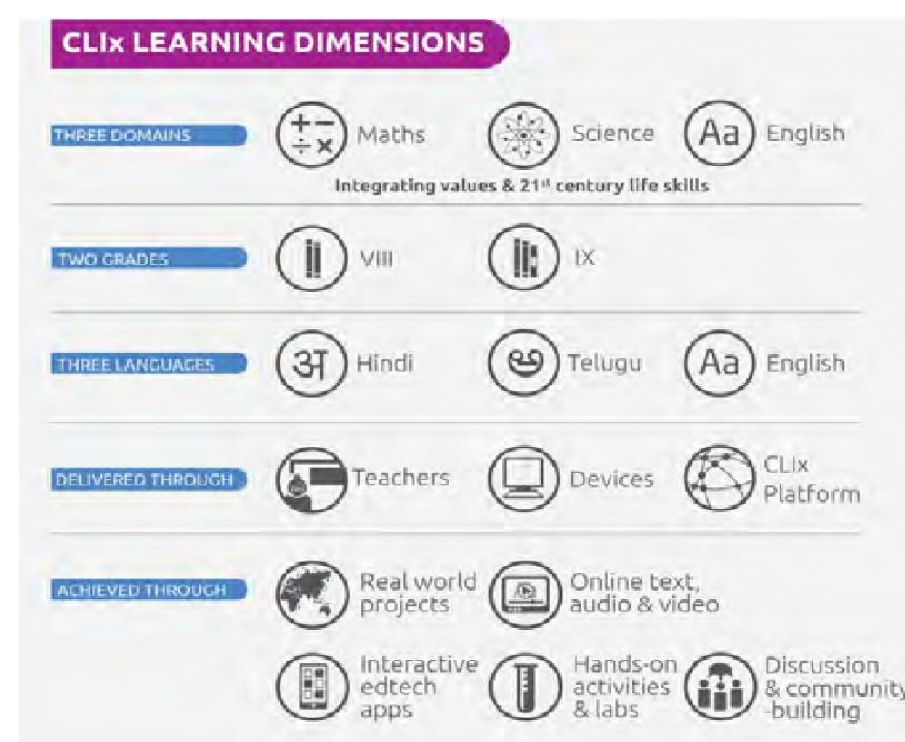 CLIx LEARNING DIMENSIONS
THREE DOMAINS
+ −
÷ ×
Maths
Science
Aa
English
Integrating values & 21st century life skills
TWO GRADES
VIII
IX
THREE LANGUAGES
अ
Hindi
అ
Telugu
Aa
English
DELIVERED THROUGH
Teachers
Devices
CLIx
Platform
ACHIEVED THROUGH
Real world
projects
Online text,
audio & video
Interactive
edtech
apps
Hands-on
activities
& labs
Discussion
& community
-building